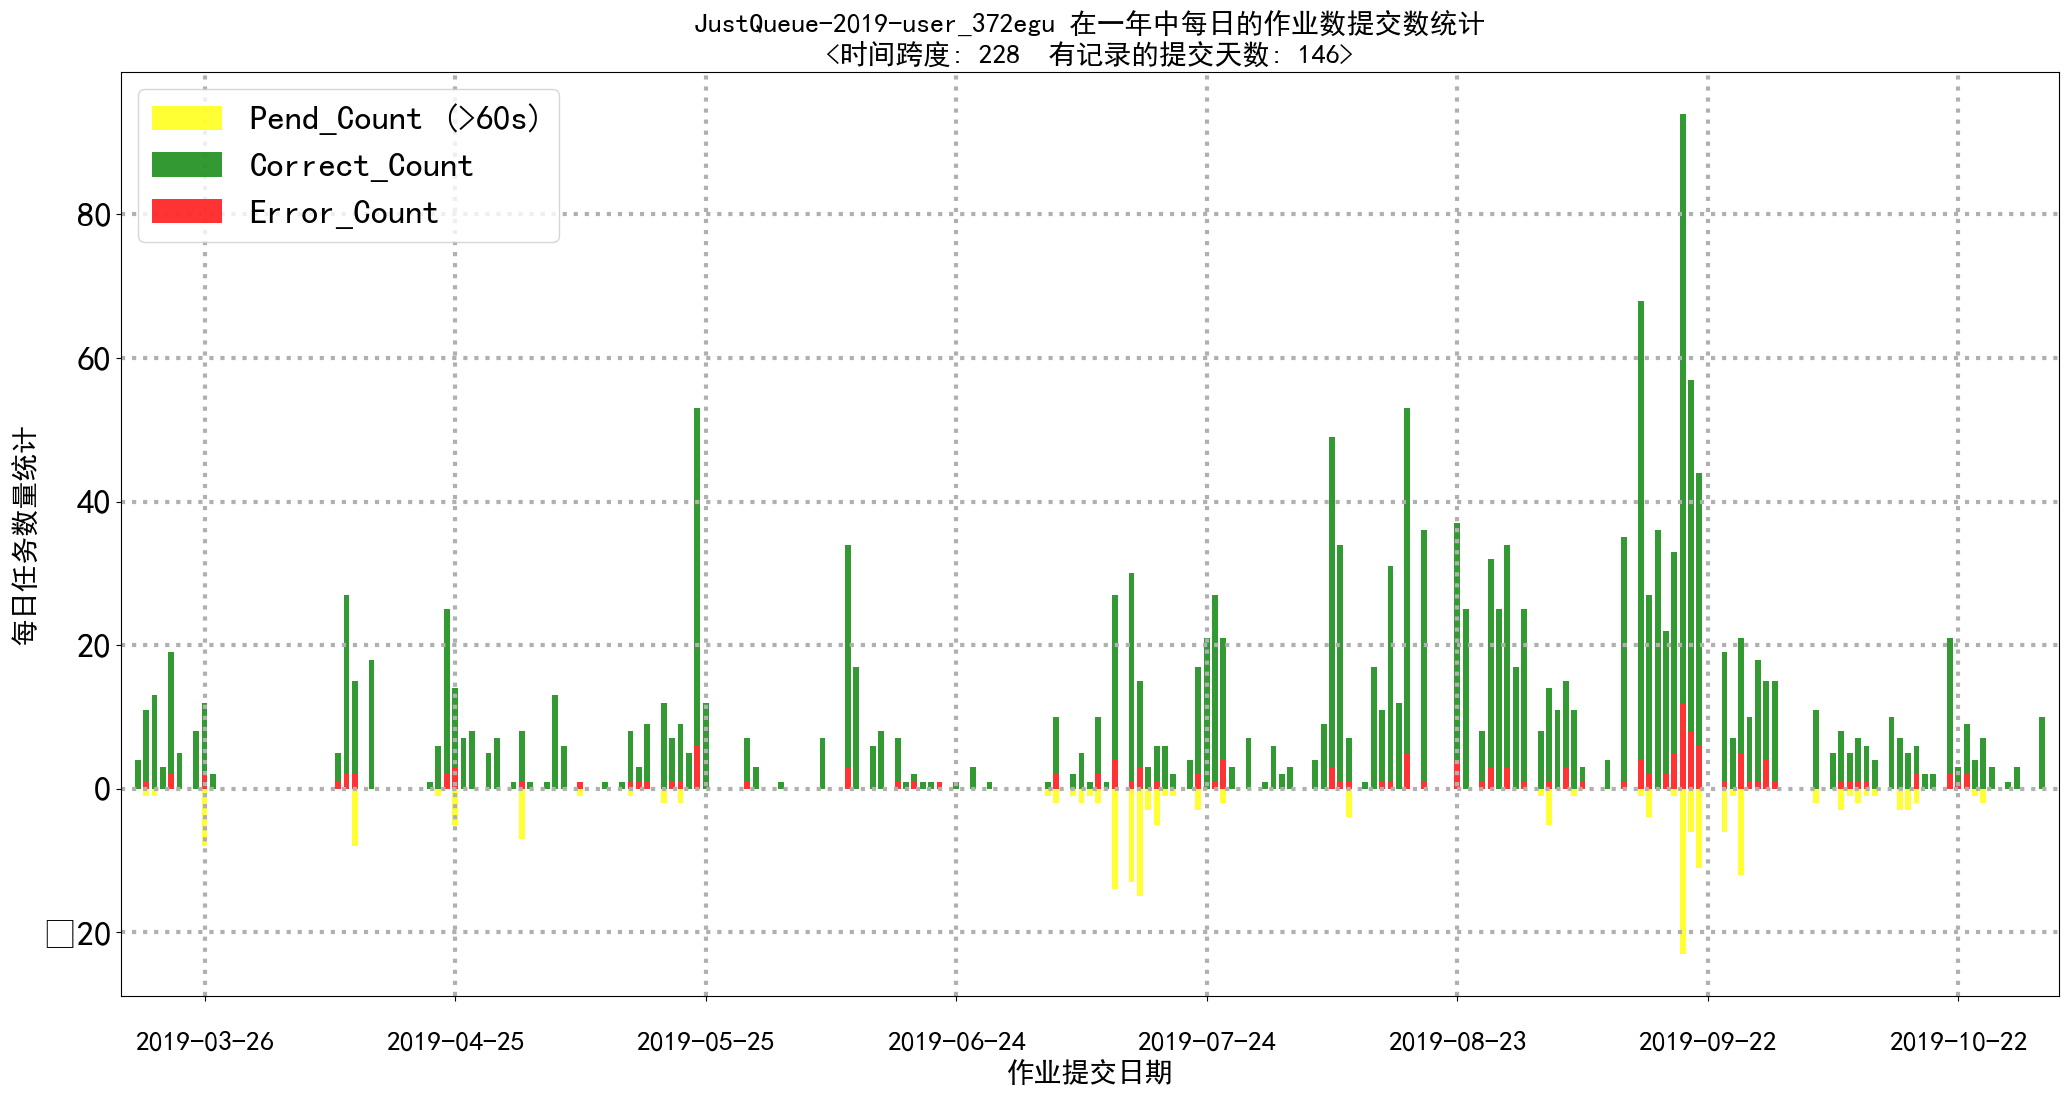 JustQueue-2019-user_372egu 在一年中每日的作业数提交数统计
<时间跨度: 228  有记录的提交天数: 146>
Pend_Count (>60s)
Correct_Count
Error_Count
每日任务数量统计
80
60
40
20
0
□20
2019-03-26
2019-04-25
2019-05-25
2019-06-24
2019-07-24
2019-08-23
2019-09-22
2019-10-22
作业提交日期